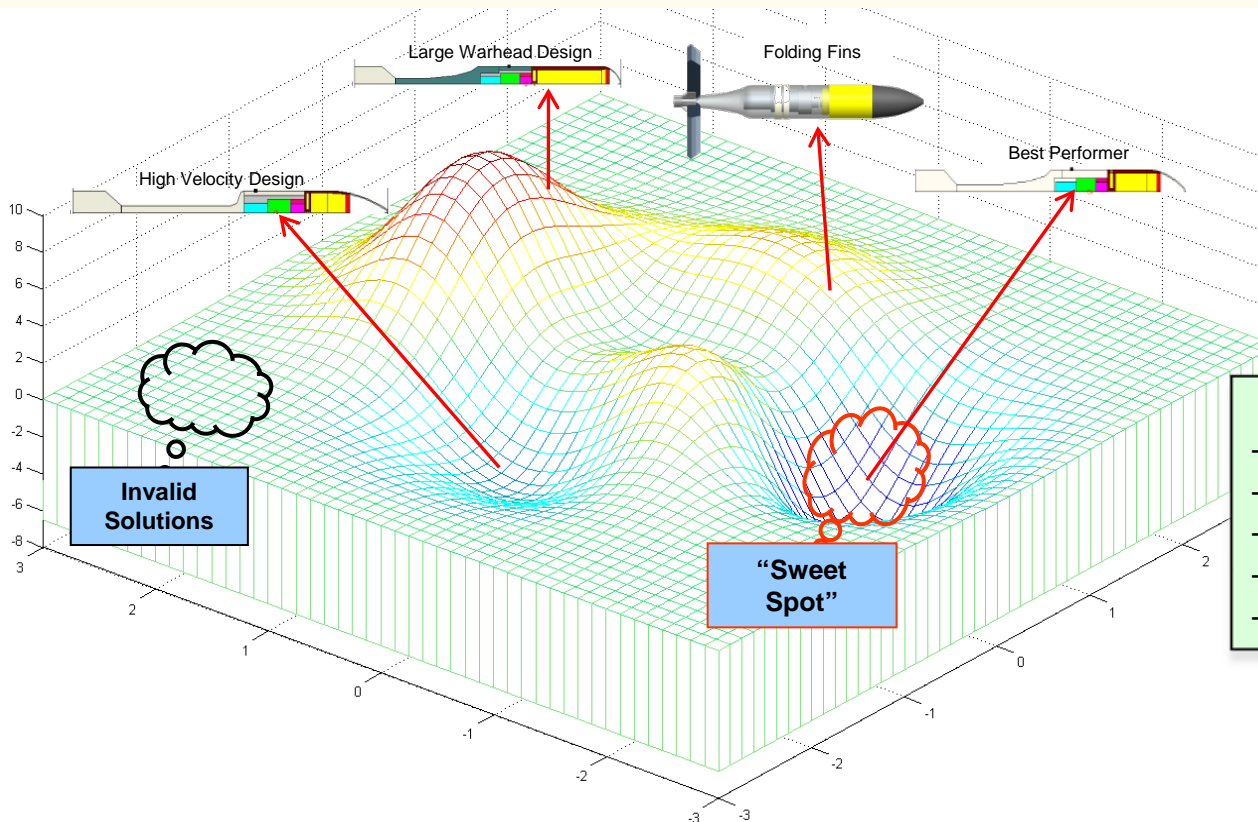 Large Warhead Design
Folding Fins
Best Performer
High Velocity Design
10
8
6
4
2
0
-2
-4
-6
-8
Invalid
Solutions
“Sweet
Spot”
3
2
1
0
-1
-2
-3
-3
-2
-1
0
1
2